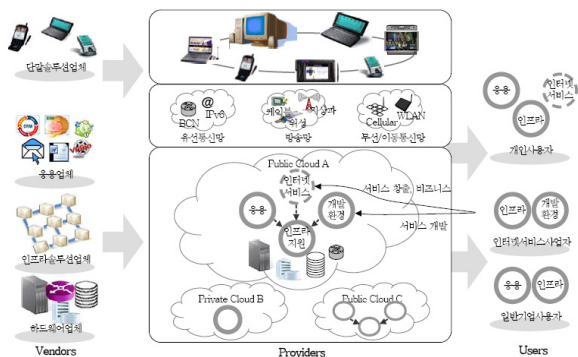 단말솔루션업체
응용업체
인프라솔루션업체
하드웨어업체
Vendors
BCN
@
IPv6
유선통신망
케이블
지상파
위성
방송망
Cellular
WLAN
무선/이동통신망
Public Cloud A
인터넷
서비스
응용
개발
환경
인프라
지원
서비스 창출, 비즈니스
서비스 개발
Private Cloud B
Public Cloud C
Providers
응용
인터넷
서비스
인프라
개인사용자
인프라
개발
환경
인터넷서비스사업자
응용
인프라
일반기업사용자
Users